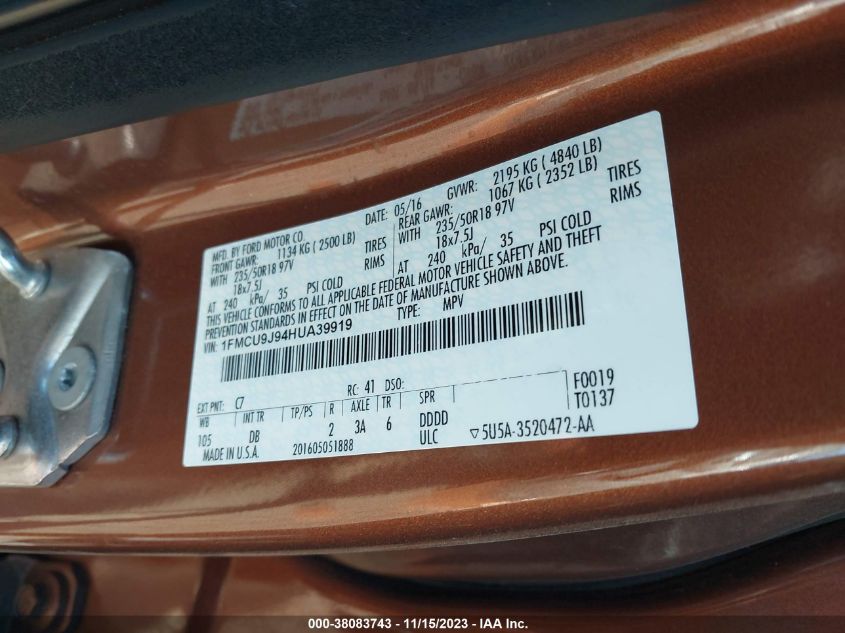 MFD. BY FORD MOTOR CO.
DATE: 05/16 GVWR: 2195 KG ( 4840 LB)
FRONT GAWR: 1134 KG ( 2500 LB) REAR GAWR: 1067 KG ( 2352 LB)
WITH 235/50R18 97V TIRES WITH 235/50R18 97V TIRES
18x7.5J RIMS 18x7.5J RIMS
AT 240 kPa/ 35 PSI COLD AT 240 kPa/ 35 PSI COLD
THIS VEHICLE CONFORMS TO ALL APPLICABLE FEDERAL MOTOR VEHICLE SAFETY AND THEFT
PREVENTION STANDARDS IN EFFECT ON THE DATE OF MANUFACTURE SHOWN ABOVE.
VIN: 1FMCU9J94HUA39919 TYPE: MPV
EXT PNT: C7 RC: 41 DSO: F0019
WB INT TR TP/PS R AXLE TR SPR T0137
105 DB 2 3A 6 DDDD
MADE IN U.S.A. 201605051888 ULC ▽5U5A-3520472-AA
000-38083743 - 11/15/2023 - IAA Inc.